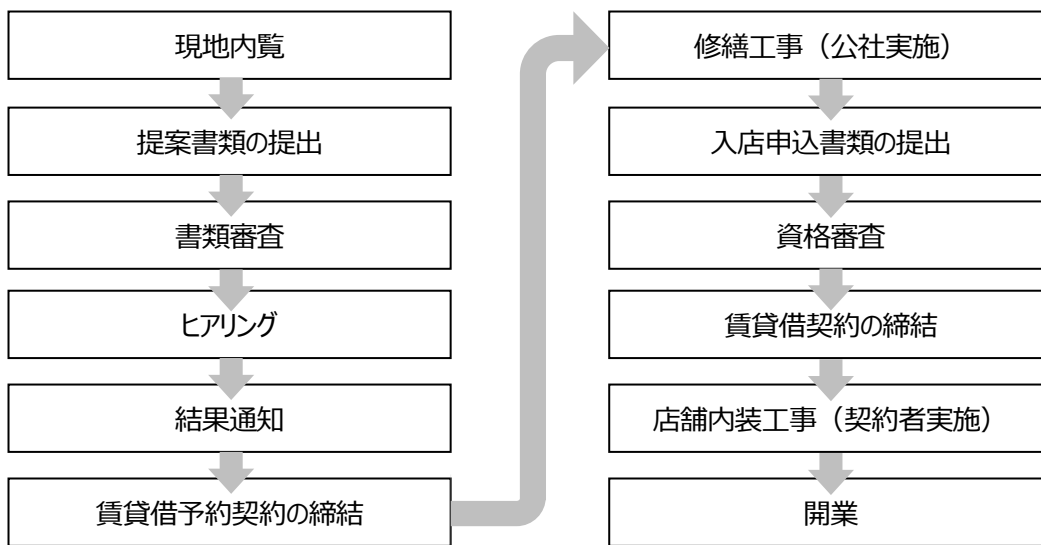 現地内覧
提案書類の提出
書類審査
ヒアリング
結果通知
賃貸借予約契約の締結
修繕工事（公社実施）
入店申込書類の提出
資格審査
賃貸借契約の締結
店舗内装工事（契約者実施）
開業